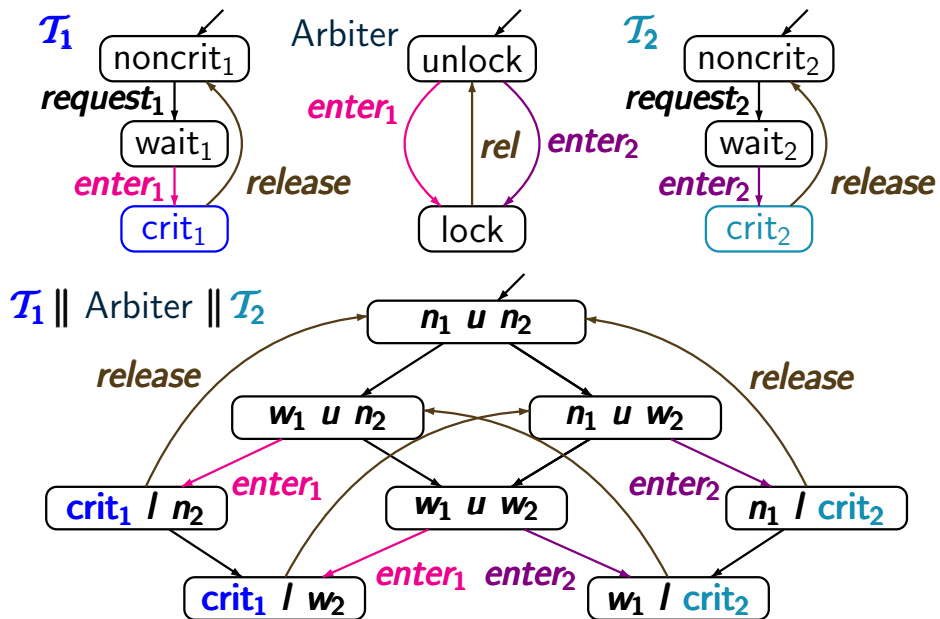 T₁ Arbiter T₂
noncrit₁ unlock noncrit₂
request₁ request₂
enter₁ rel enter₂
wait₁ wait₂
enter₁ release enter₂ release
crit₁ lock crit₂
T₁ || Arbiter || T₂
n₁ u n₂
release release
w₁ u n₂ n₁ u w₂
enter₁ enter₂
crit₁ l n₂ w₁ u w₂ n₁ l crit₂
enter₁ enter₂
crit₁ l w₂ w₁ l crit₂